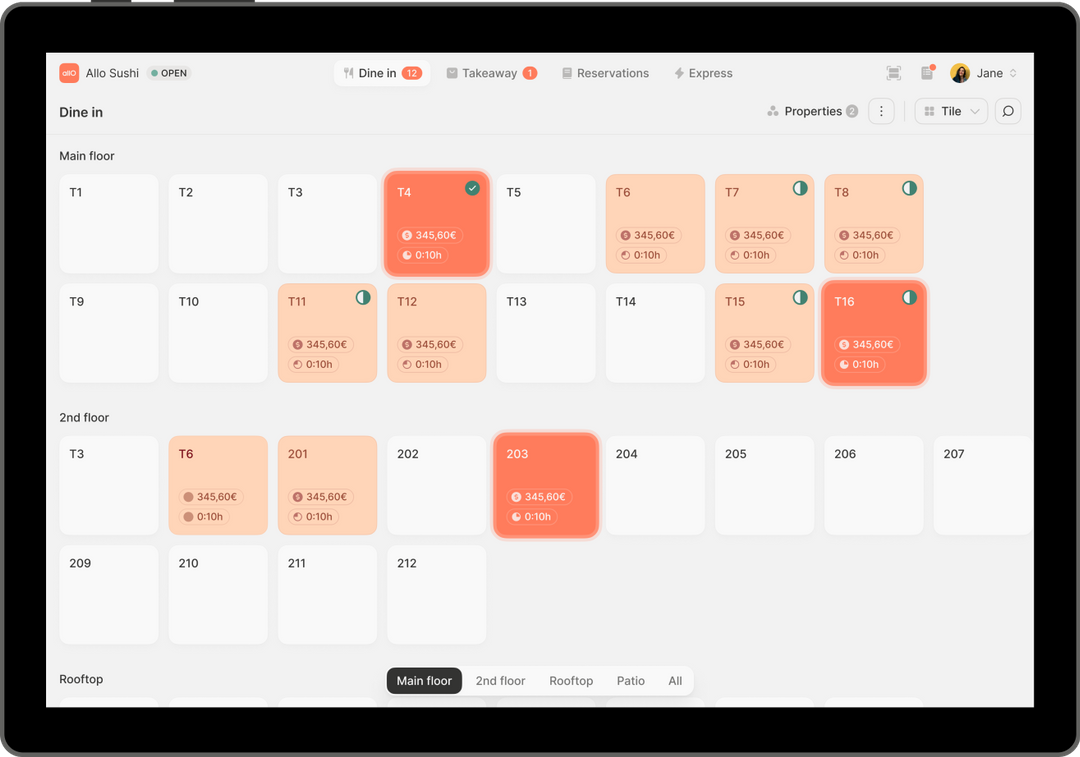 allO Allo Sushi OPEN Dine in 12 Takeaway 1 Reservations Express Jane
Dine in Properties 2 Tile
Main floor
T1 T2 T3 T4 T5 T6 T7 T8
345,60€ 345,60€ 345,60€ 345,60€
0:10h 0:10h 0:10h 0:10h
T9 T10 T11 T12 T13 T14 T15 T16
345,60€ 345,60€ 345,60€ 345,60€
0:10h 0:10h 0:10h 0:10h
2nd floor
T3 T6 201 202 203 204 205 206 207
345,60€ 345,60€ 345,60€
0:10h 0:10h 0:10h
209 210 211 212
Rooftop
Main floor 2nd floor Rooftop Patio All